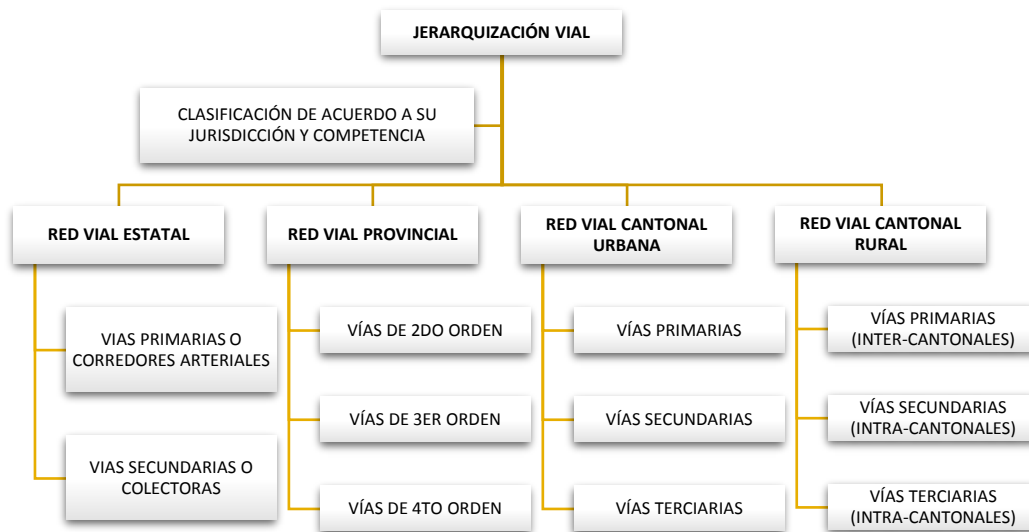 JERARQUIZACIÓN VIAL
CLASIFICACIÓN DE ACUERDO A SU
JURISDICCIÓN Y COMPETENCIA
RED VIAL ESTATAL
VIAS PRIMARIAS O
CORREDORES ARTERIALES
VIAS SECUNDARIAS O
COLECTORAS
RED VIAL PROVINCIAL
VÍAS DE 2DO ORDEN
VÍAS DE 3ER ORDEN
VÍAS DE 4TO ORDEN
RED VIAL CANTONAL
URBANA
VÍAS PRIMARIAS
VÍAS SECUNDARIAS
VÍAS TERCIARIAS
RED VIAL CANTONAL
RURAL
VÍAS PRIMARIAS
(INTER-CANTONALES)
VÍAS SECUNDARIAS
(INTRA-CANTONALES)
VÍAS TERCIARIAS
(INTRA-CANTONALES)